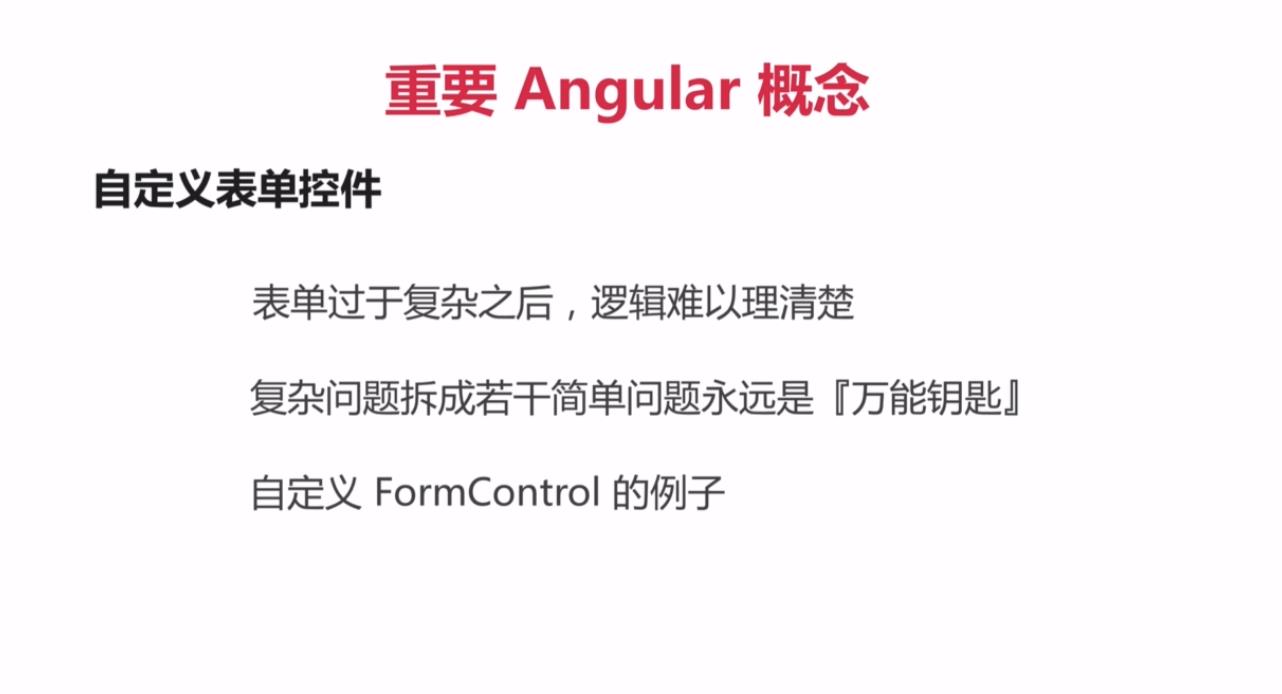 重要 Angular 概念
自定义表单控件
表单过于复杂之后，逻辑难以理清楚
复杂问题拆成若干简单问题永远是『万能钥匙』
自定义 FormControl 的例子